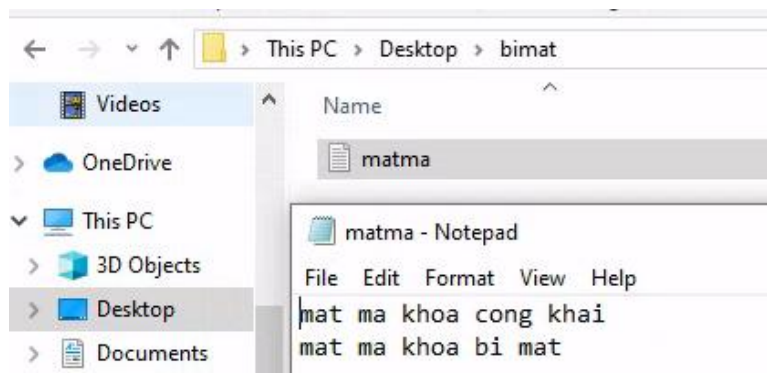 This PC > Desktop > bimat
Videos
OneDrive
This PC
3D Objects
Desktop
Documents
Name
matma
matma - Notepad
File Edit Format View Help
mat ma khoa cong khai
mat ma khoa bi mat